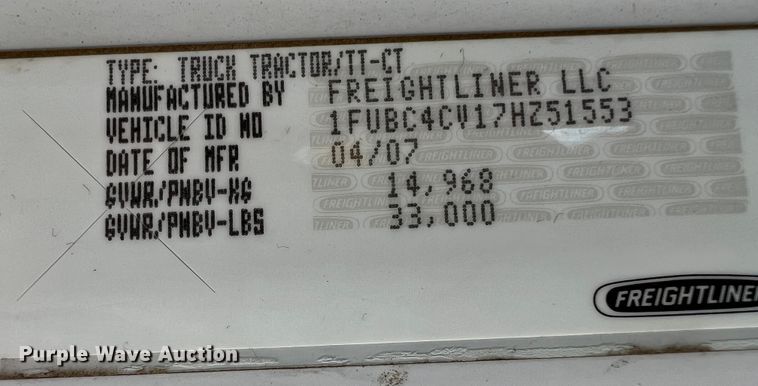 TYPE: TRUCK TRACTOR/TT-CT
MANUFACTURED BY FREIGHTLINER LLC
VEHICLE ID NO 1FUBC4CV17HZ51553
DATE OF MFR 04/07
GVWR/PNBV-KG 14,968
GVWR/PNBV-LBS 33,000
FREIGHTLINER
Purple Wave Auction